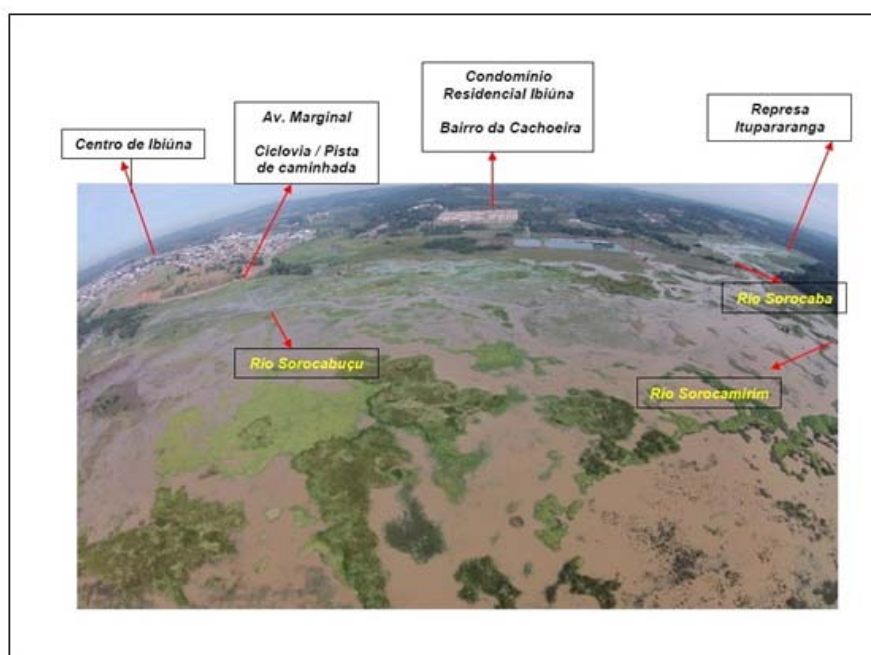 Centro de Ibiúna
Av. Marginal
Ciclovia / Pista
de caminhada
Condomínio
Residencial Ibiúna
Bairro da Cachoeira
Represa
Itupararanga
Rio Sorocaba
Rio Sorocabuçu
Rio Sorocamirim